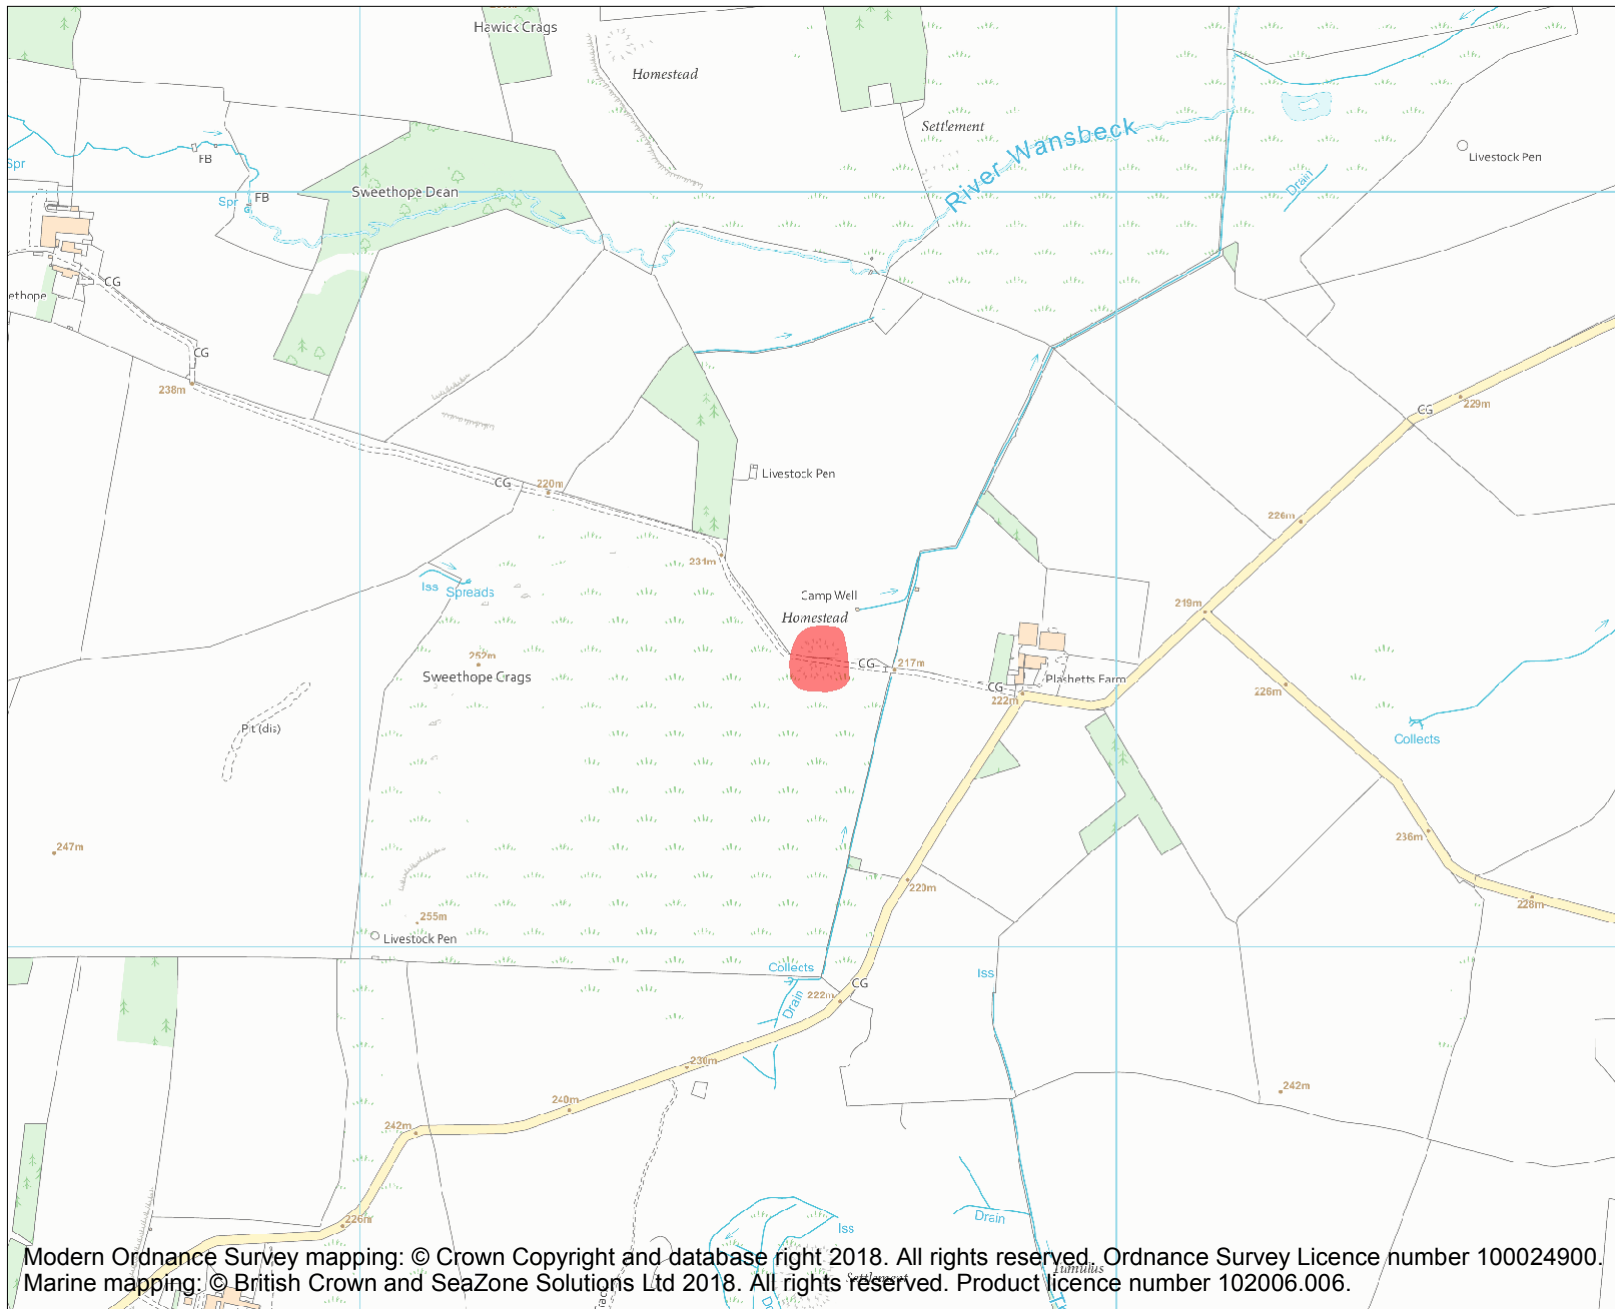 Hawick Crags
Homestead
Settlement
River Wansbeck
Livestock Pen
FB
Spr
Sweethope Dean
Drain
Spr
FB
CG
ethope
CG
238m
CG
229m
CG
220m
Livestock Pen
226m
231m
Iss
Spreads
Camp Well
Homestead
219m
252m
Sweethope Crags
CG
217m
CG
Plashetts Farm
222m
226m
Pit (dis)
Collects
236m
247m
220m
228m
255m
Livestock Pen
Collects
Iss
CG
222m
Drain
230m
240m
242m
242m
226m
Drain
Iss
Settlement
Tumulus
Modern Ordnance Survey mapping: © Crown Copyright and database right 2018. All rights reserved. Ordnance Survey Licence number 100024900.
Marine mapping: © British Crown and SeaZone Solutions Ltd 2018. All rights reserved. Product licence number 102006.006.